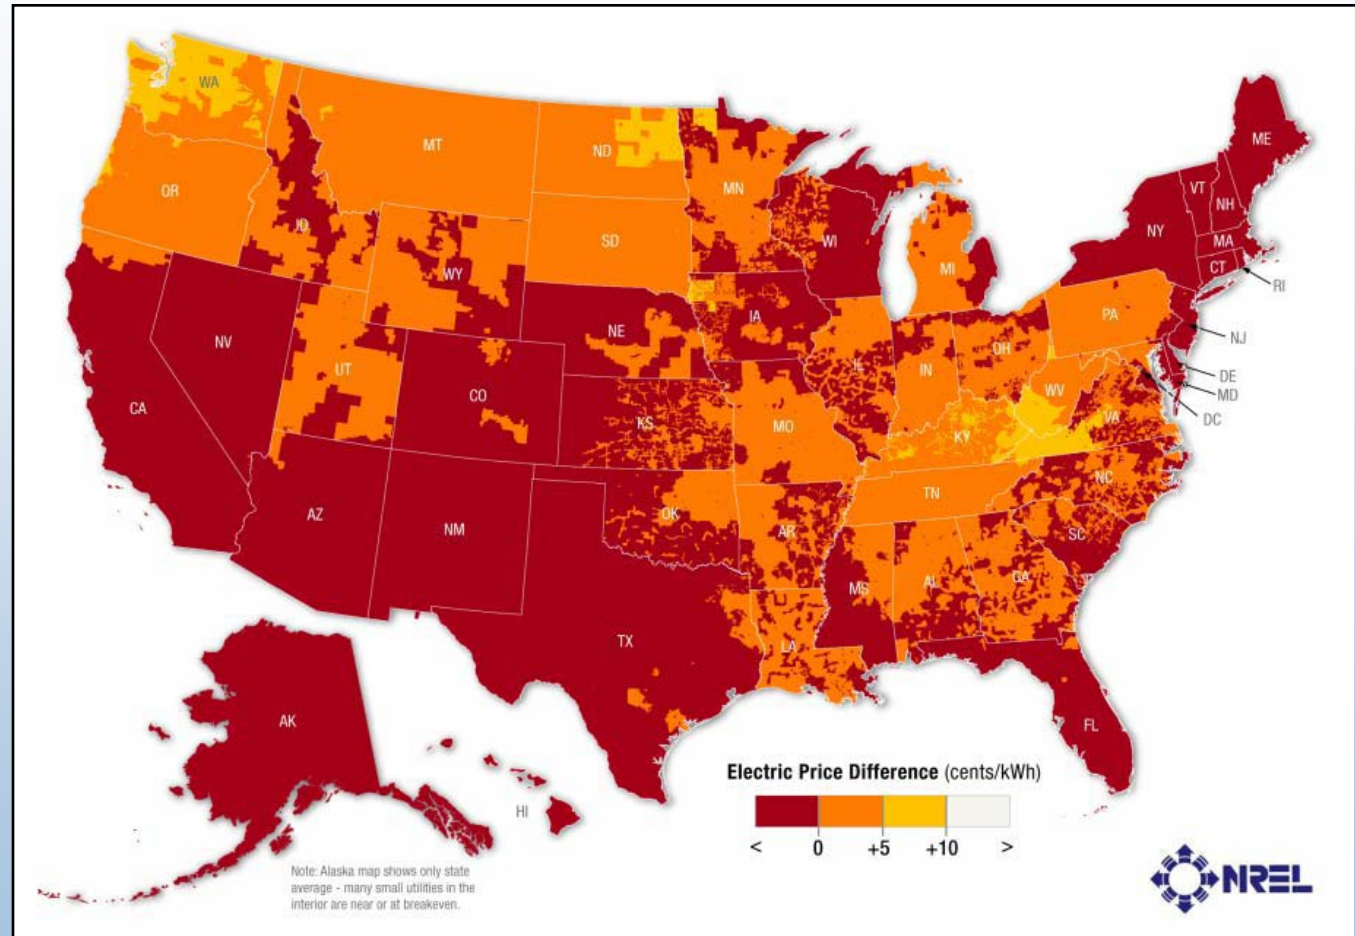 WA
MT
ND
MN
OR
ID
SD
WI
WY
MI
ME
VT
NH
NY
MA
CT
RI
NV
UT
NE
IA
PA
NJ
CA
CO
IL
IN
OH
DE
MD
DC
KS
MO
WV
VA
KY
AZ
NM
OK
AR
TN
NC
SC
TX
LA
MS
AL
GA
FL
AK
HI
Electric Price Difference (cents/kWh)
< 0 +5 +10 >
Note: Alaska map shows only state
average - many small utilities in the
interior are near or at breakeven.
NREL